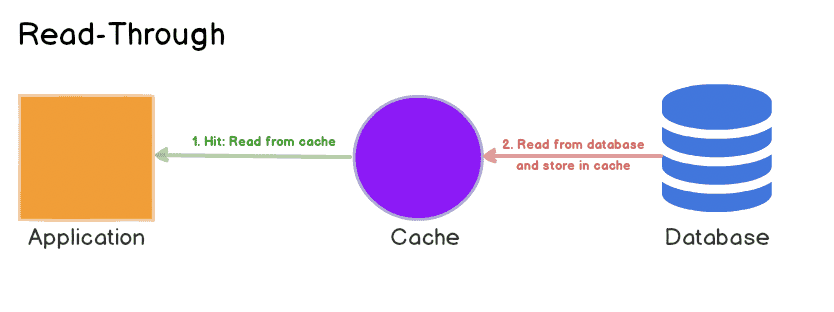 Read-Through
1. Hit: Read from cache
2. Read from database
and store in cache
Application
Cache
Database